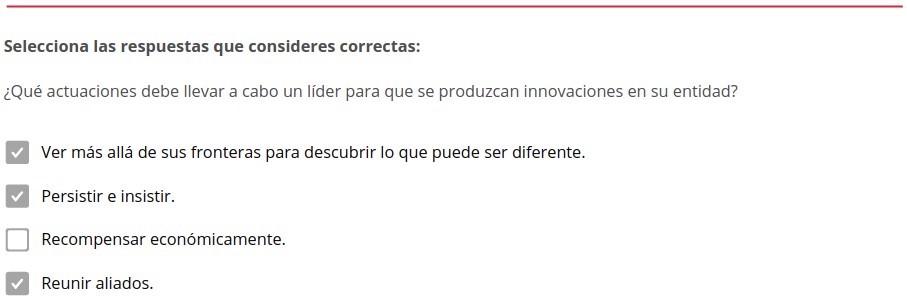 Selecciona las respuestas que consideres correctas:
¿Qué actuaciones debe llevar a cabo un líder para que se produzcan innovaciones en su entidad?
Ver más allá de sus fronteras para descubrir lo que puede ser diferente.
Persistir e insistir.
Recompensar económicamente.
Reunir aliados.